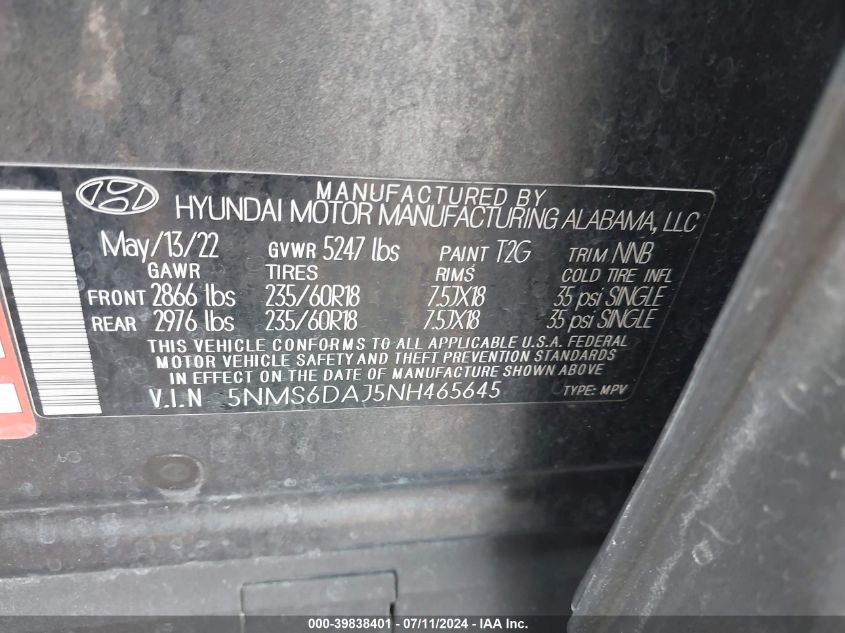 MANUFACTURED BY
HYUNDAI MOTOR MANUFACTURING ALABAMA, LLC
May/13/22 GVWR 5247 lbs PAINT T2G TRIM NNB
GAWR TIRES RIMS COLD TIRE INFL
FRONT 2866 lbs 235/60R18 7.5JX18 35 psi SINGLE
REAR 2976 lbs 235/60R18 7.5JX18 35 psi SINGLE
THIS VEHICLE CONFORMS TO ALL APPLICABLE U.S.A. FEDERAL
MOTOR VEHICLE SAFETY AND THEFT PREVENTION STANDARDS
IN EFFECT ON THE DATE OF MANUFACTURE SHOWN ABOVE
V.I.N 5NMS6DAJ5NH465645 TYPE: MPV
000-39838401 - 07/11/2024 - IAA Inc.